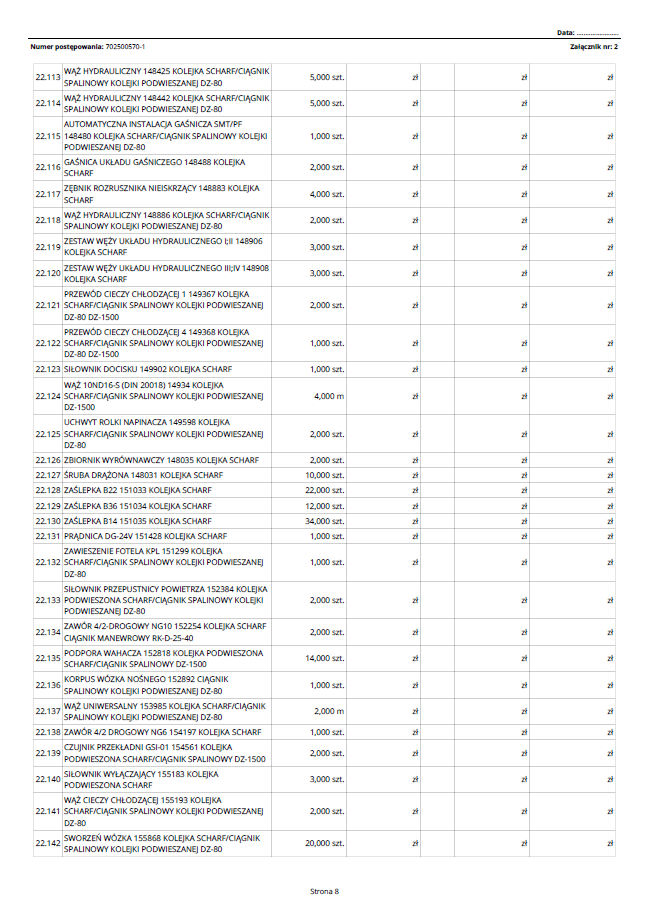 Data: ......................
Numer postępowania: 702500570-1 Załącznik nr: 2
WĄŻ HYDRAULICZNY 148425 KOLEJKA SCHARF/CIĄGNIK
22.113 5,000 szt. zł zł zł
SPALINOWY KOLEJKI PODWIESZANEJ DZ-80
WĄŻ HYDRAULICZNY 148442 KOLEJKA SCHARF/CIĄGNIK
22.114 5,000 szt. zł zł zł
SPALINOWY KOLEJKI PODWIESZANEJ DZ-80
AUTOMATYCZNA INSTALACJA GAŚNICZA SMT/PF
22.115 148480 KOLEJKA SCHARF/CIĄGNIK SPALINOWY KOLEJKI 1,000 szt. zł zł zł
PODWIESZANEJ DZ-80
GAŚNICA UKŁADU GAŚNICZEGO 148488 KOLEJKA
22.116 2,000 szt. zł zł zł
SCHARF
ZĘBNIK ROZRUSZNIKA NIEISKRZĄCY 148883 KOLEJKA
22.117 4,000 szt. zł zł zł
SCHARF
WĄŻ HYDRAULICZNY 148886 KOLEJKA SCHARF/CIĄGNIK
22.118 2,000 szt. zł zł zł
SPALINOWY KOLEJKI PODWIESZANEJ DZ-80
ZESTAW WĘŻY UKŁADU HYDRAULICZNEGO I;II 148906
22.119 3,000 szt. zł zł zł
KOLEJKA SCHARF
ZESTAW WĘŻY UKŁADU HYDRAULICZNEGO III;IV 148908
22.120 3,000 szt. zł zł zł
KOLEJKA SCHARF
PRZEWÓD CIECZY CHŁODZĄCEJ 1 149367 KOLEJKA
22.121 SCHARF/CIĄGNIK SPALINOWY KOLEJKI PODWIESZANEJ 2,000 szt. zł zł zł
DZ-80 DZ-1500
PRZEWÓD CIECZY CHŁODZĄCEJ 4 149368 KOLEJKA
22.122 SCHARF/CIĄGNIK SPALINOWY KOLEJKI PODWIESZANEJ 1,000 szt. zł zł zł
DZ-80 DZ-1500
22.123 SIŁOWNIK DOCISKU 149902 KOLEJKA SCHARF 1,000 szt. zł zł zł
WĄŻ 10ND16-S (DIN 20018) 14934 KOLEJKA
22.124 SCHARF/CIĄGNIK SPALINOWY KOLEJKI PODWIESZANEJ 4,000 m zł zł zł
DZ-1500
UCHWYT ROLKI NAPINACZA 149598 KOLEJKA
22.125 SCHARF/CIĄGNIK SPALINOWY KOLEJKI PODWIESZANEJ 2,000 szt. zł zł zł
DZ-80
22.126 ZBIORNIK WYRÓWNAWCZY 148035 KOLEJKA SCHARF 2,000 szt. zł zł zł
22.127 ŚRUBA DRĄŻONA 148031 KOLEJKA SCHARF 10,000 szt. zł zł zł
22.128 ZAŚLEPKA B22 151033 KOLEJKA SCHARF 22,000 szt. zł zł zł
22.129 ZAŚLEPKA B36 151034 KOLEJKA SCHARF 12,000 szt. zł zł zł
22.130 ZAŚLEPKA B14 151035 KOLEJKA SCHARF 34,000 szt. zł zł zł
22.131 PRĄDNICA DG-24V 151428 KOLEJKA SCHARF 1,000 szt. zł zł zł
ZAWIESZENIE FOTELA KPL 151299 KOLEJKA
22.132 SCHARF/CIĄGNIK SPALINOWY KOLEJKI PODWIESZANEJ 1,000 szt. zł zł zł
DZ-80
SIŁOWNIK PRZEPUSTNICY POWIETRZA 152384 KOLEJKA
22.133 PODWIESZONA SCHARF/CIĄGNIK SPALINOWY KOLEJKI 2,000 szt. zł zł zł
PODWIESZANEJ DZ-80
ZAWÓR 4/2-DROGOWY NG10 152254 KOLEJKA SCHARF
22.134 2,000 szt. zł zł zł
CIĄGNIK MANEWROWY RK-D-25-40
PODPORA WAHACZA 152818 KOLEJKA PODWIESZONA
22.135 14,000 szt. zł zł zł
SCHARF/CIĄGNIK SPALINOWY DZ-1500
KORPUS WÓZKA NOŚNEGO 152892 CIĄGNIK
22.136 1,000 szt. zł zł zł
SPALINOWY KOLEJKI PODWIESZANEJ DZ-80
WĄŻ UNIWERSALNY 153985 KOLEJKA SCHARF/CIĄGNIK
22.137 2,000 m zł zł zł
SPALINOWY KOLEJKI PODWIESZANEJ DZ-80
22.138 ZAWÓR 4/2 DROGOWY NG6 154197 KOLEJKA SCHARF 1,000 szt. zł zł zł
CZUJNIK PRZEKŁADNI GSI-01 154561 KOLEJKA
22.139 2,000 szt. zł zł zł
PODWIESZONA SCHARF/CIĄGNIK SPALINOWY DZ-1500
SIŁOWNIK WYŁĄCZAJĄCY 155183 KOLEJKA
22.140 3,000 szt. zł zł zł
PODWIESZONA SCHARF
WĄŻ CIECZY CHŁODZĄCEJ 155193 KOLEJKA
22.141 SCHARF/CIĄGNIK SPALINOWY KOLEJKI PODWIESZANEJ 2,000 szt. zł zł zł
DZ-80
SWORZEŃ WÓZKA 155868 KOLEJKA SCHARF/CIĄGNIK
22.142 20,000 szt. zł zł zł
SPALINOWY KOLEJKI PODWIESZANEJ DZ-80
Strona 8